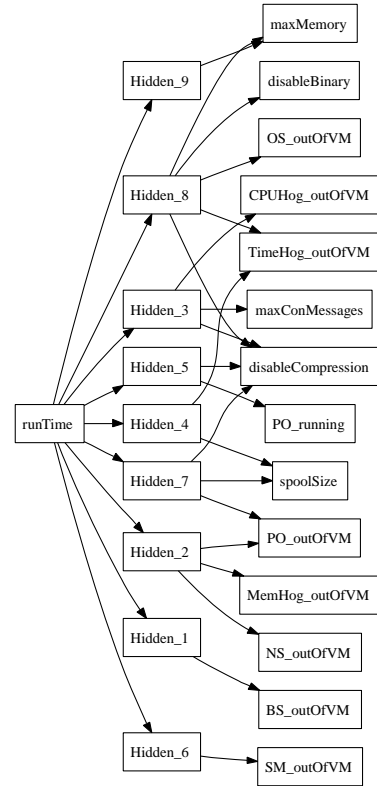 maxMemory
Hidden_9
disableBinary
OS_outOfVM
Hidden_8
CPUHog_outOfVM
TimeHog_outOfVM
Hidden_3
maxConMessages
Hidden_5
disableCompression
runTime
Hidden_4
PO_running
Hidden_7
spoolSize
Hidden_2
PO_outOfVM
MemHog_outOfVM
Hidden_1
NS_outOfVM
BS_outOfVM
Hidden_6
SM_outOfVM